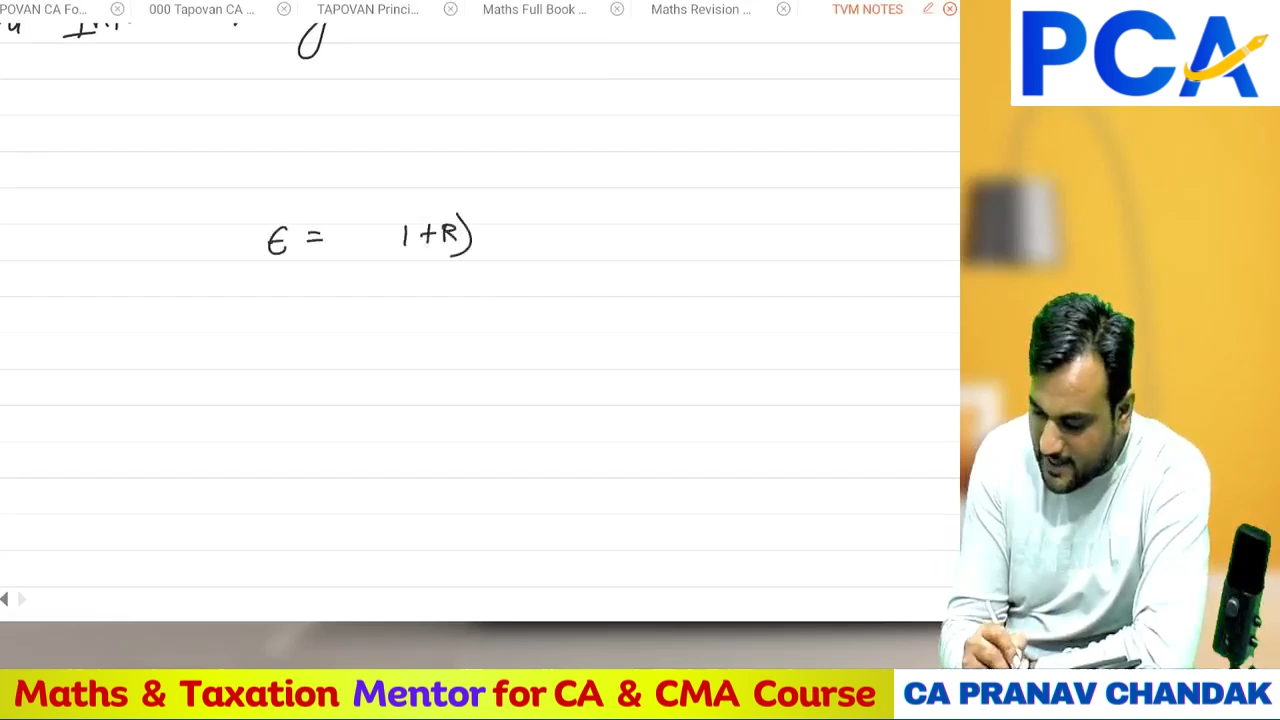 POVAN CA Fo... 000 Tapovan CA ... TAPOVAN Princi... Maths Full Book ... Maths Revision ... TVM NOTES
PCA
E = 1+R)
Maths & Taxation Mentor for CA & CMA Course
CA PRANAV CHANDAK